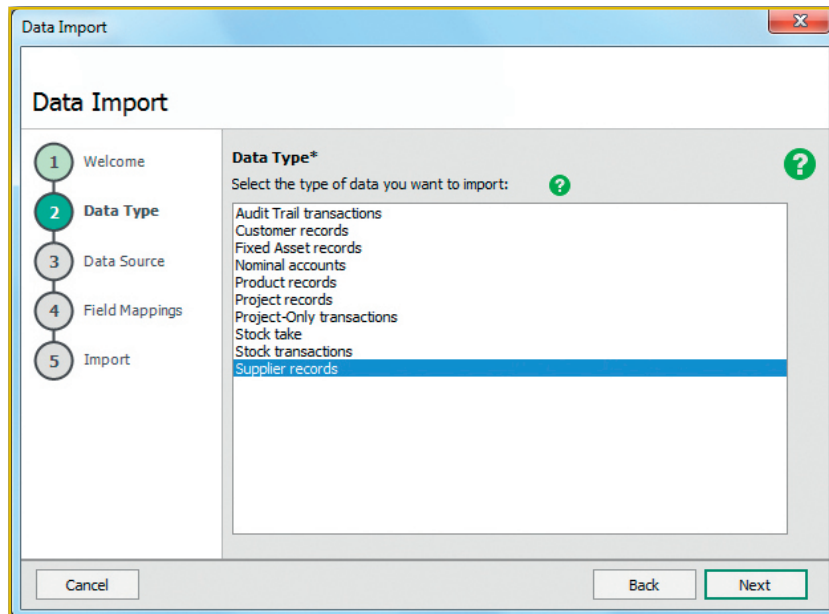 Data Import
X
Data Import
1 Welcome
2 Data Type
3 Data Source
4 Field Mappings
5 Import
Data Type*
?
Select the type of data you want to import: ?
Audit Trail transactions
Customer records
Fixed Asset records
Nominal accounts
Product records
Project records
Project-Only transactions
Stock take
Stock transactions
Supplier records
Cancel
Back
Next